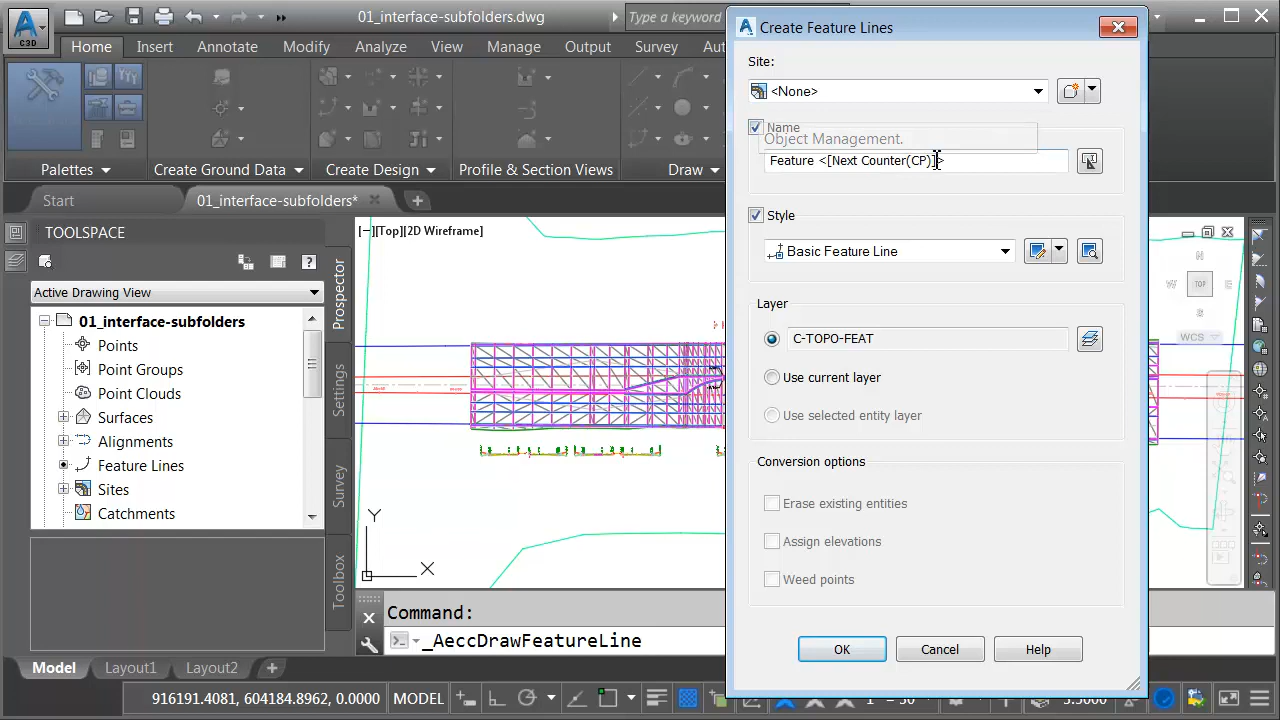 01_interface-subfolders.dwg
Type a keyword
C3D
Home
Insert
Annotate
Modify
Analyze
View
Manage
Output
Survey
Palettes
Create Ground Data
Create Design
Profile & Section Views
Draw
Start
01_interface-subfolders*
TOOLSPACE
Active Drawing View
01_interface-subfolders
Points
Point Groups
Point Clouds
Surfaces
Alignments
Feature Lines
Sites
Catchments
Prospector
Settings
Survey
Toolbox
[−][Top][2D Wireframe]
Y
X
N
W
TOP
E
S
WCS
Command:
_AeccDrawFeatureLine
Model
Layout1
Layout2
916191.4081, 604184.8962, 0.0000
MODEL
Create Feature Lines
Site:
<None>
Name
Object Management.
Feature <[Next Counter(CP)]>
Style
Basic Feature Line
Layer
C-TOPO-FEAT
Use current layer
Use selected entity layer
Conversion options
Erase existing entities
Assign elevations
Weed points
OK
Cancel
Help